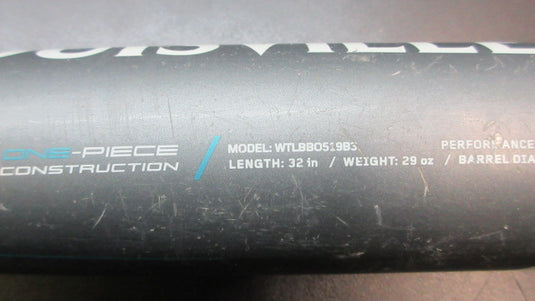 ONE-PIECE
CONSTRUCTION
MODEL: WTLBBO519B3
LENGTH: 32 in / WEIGHT: 29 oz
PERFORMANCE
/ BARREL DIA